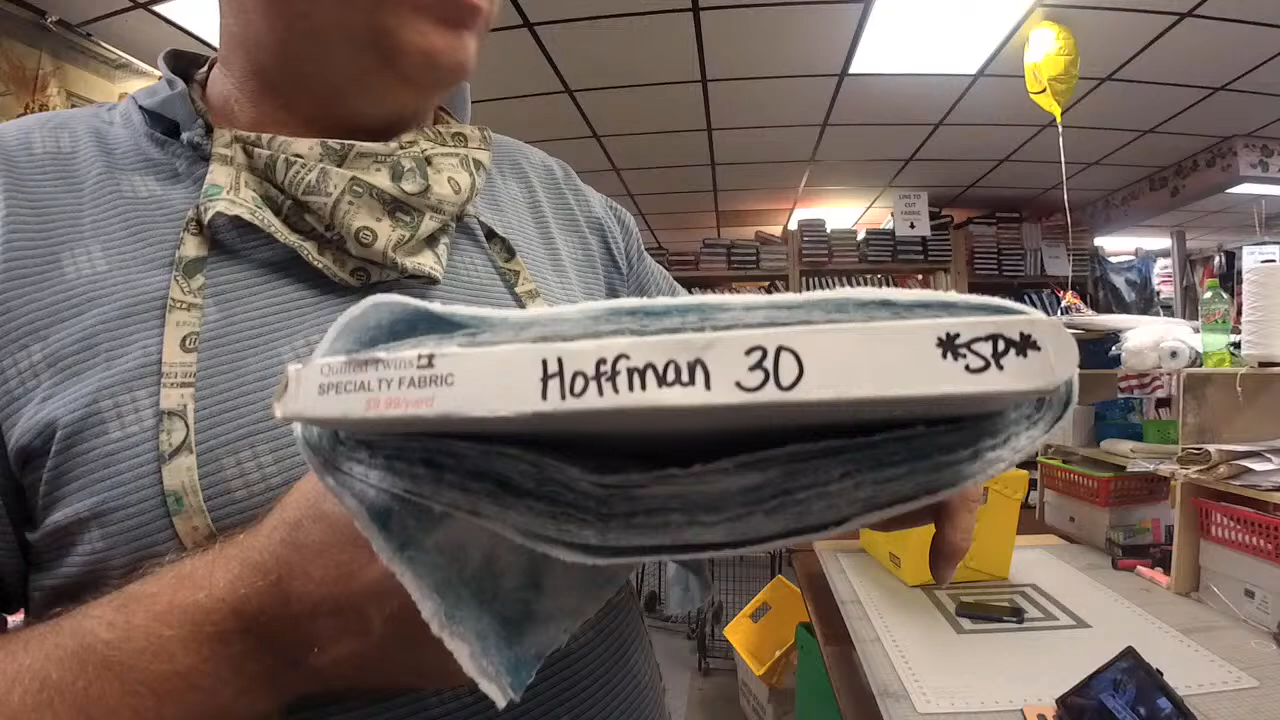 LINE TO
CUT
FABRIC
Quilted Twins
SPECIALTY FABRIC
$9.99/yard
Hoffman 30
*SP*